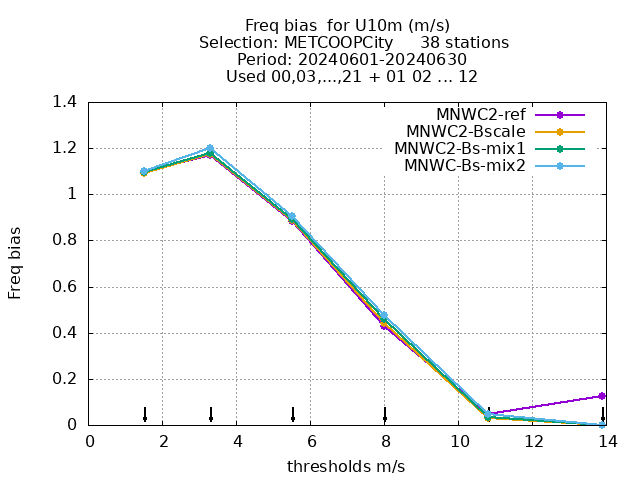 Freq bias  for U10m (m/s)
Selection: METCOOPCity     38 stations
Period: 20240601-20240630
Used 00,03,...,21 + 01 02 ... 12
MNWC2-ref
MNWC2-Bscale
MNWC2-Bs-mix1
MNWC-Bs-mix2
1.4
1.2
1
0.8
0.6
0.4
0.2
0
Freq bias
0 2 4 6 8 10 12 14
thresholds m/s